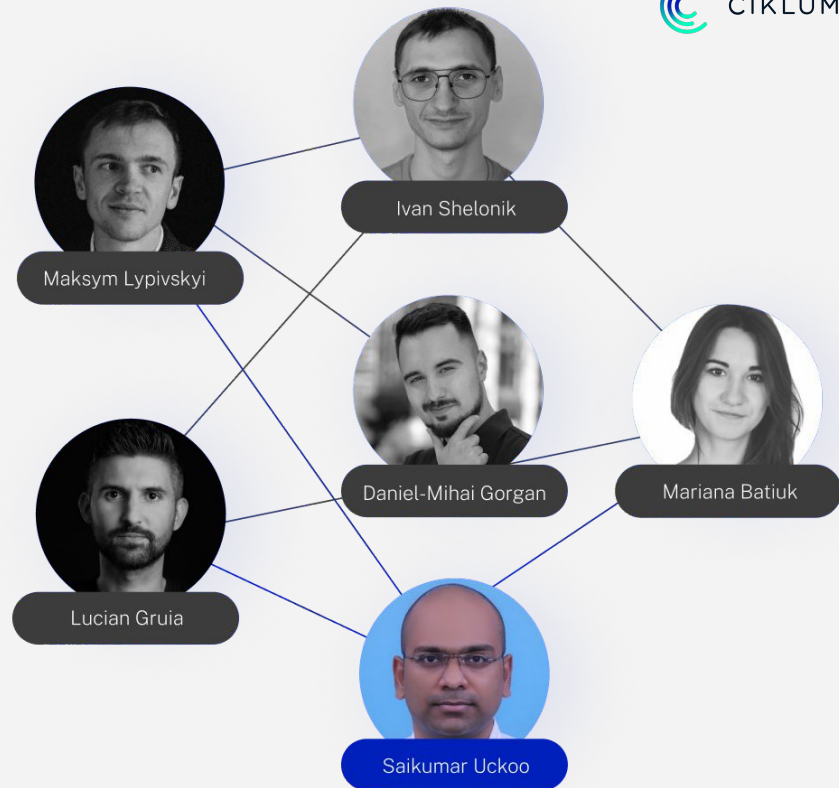 CIKLUM
Ivan Shelonik
Maksym Lypivskyi
Daniel-Mihai Gorgan
Mariana Batiuk
Lucian Gruia
Saikumar Uckoo